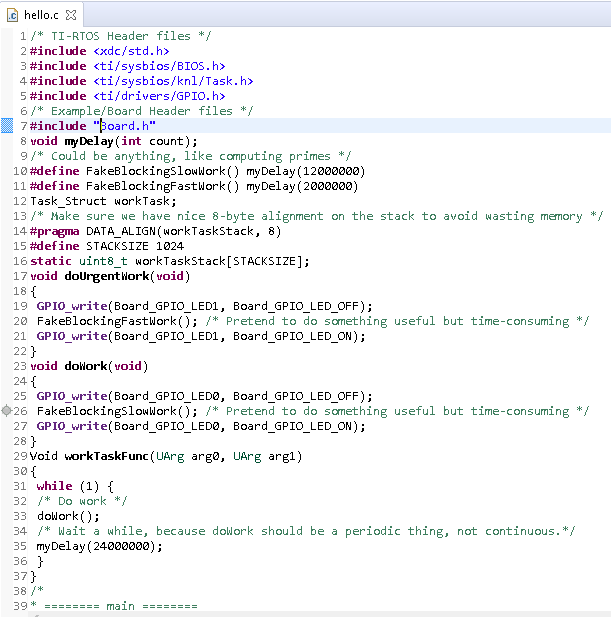 hello.c
1 /* TI-RTOS Header files */
2 #include <xdc/std.h>
3 #include <ti/sysbios/BIOS.h>
4 #include <ti/sysbios/knl/Task.h>
5 #include <ti/drivers/GPIO.h>
6 /* Example/Board Header files */
7 #include "Board.h"
8 void myDelay(int count);
9 /* Could be anything, like computing primes */
10 #define FakeBlockingSlowWork() myDelay(12000000)
11 #define FakeBlockingFastWork() myDelay(2000000)
12 Task_Struct workTask;
13 /* Make sure we have nice 8-byte alignment on the stack to avoid wasting memory */
14 #pragma DATA_ALIGN(workTaskStack, 8)
15 #define STACKSIZE 1024
16 static uint8_t workTaskStack[STACKSIZE];
17 void doUrgentWork(void)
18 {
19 GPIO_write(Board_GPIO_LED1, Board_GPIO_LED_OFF);
20 FakeBlockingFastWork(); /* Pretend to do something useful but time-consuming */
21 GPIO_write(Board_GPIO_LED1, Board_GPIO_LED_ON);
22 }
23 void doWork(void)
24 {
25 GPIO_write(Board_GPIO_LED0, Board_GPIO_LED_OFF);
26 FakeBlockingSlowWork(); /* Pretend to do something useful but time-consuming */
27 GPIO_write(Board_GPIO_LED0, Board_GPIO_LED_ON);
28 }
29 Void workTaskFunc(UArg arg0, UArg arg1)
30 {
31 while (1) {
32 /* Do work */
33 doWork();
34 /* Wait a while, because doWork should be a periodic thing, not continuous.*/
35 myDelay(24000000);
36 }
37 }
38 /*
39 * ======== main ========